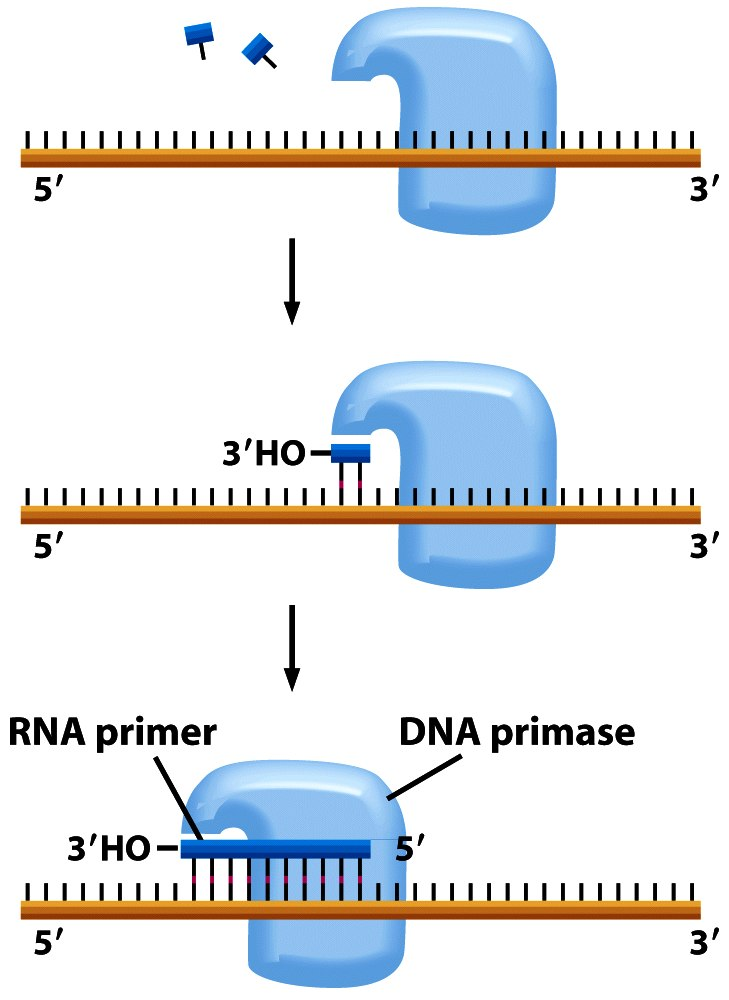 5′ 3′
3′HO
5′ 3′
RNA primer DNA primase
3′HO 5′
5′ 3′